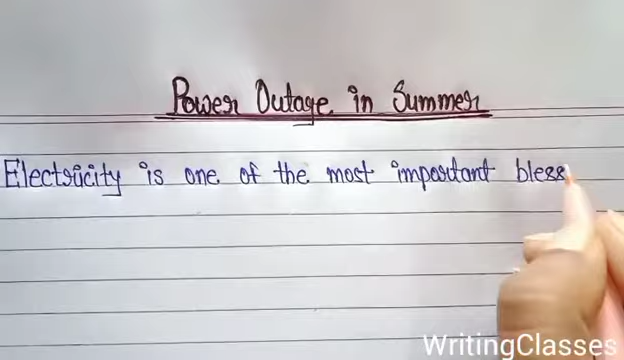 Power Outage in Summer
Electricity is one of the most important bless
WritingClasses